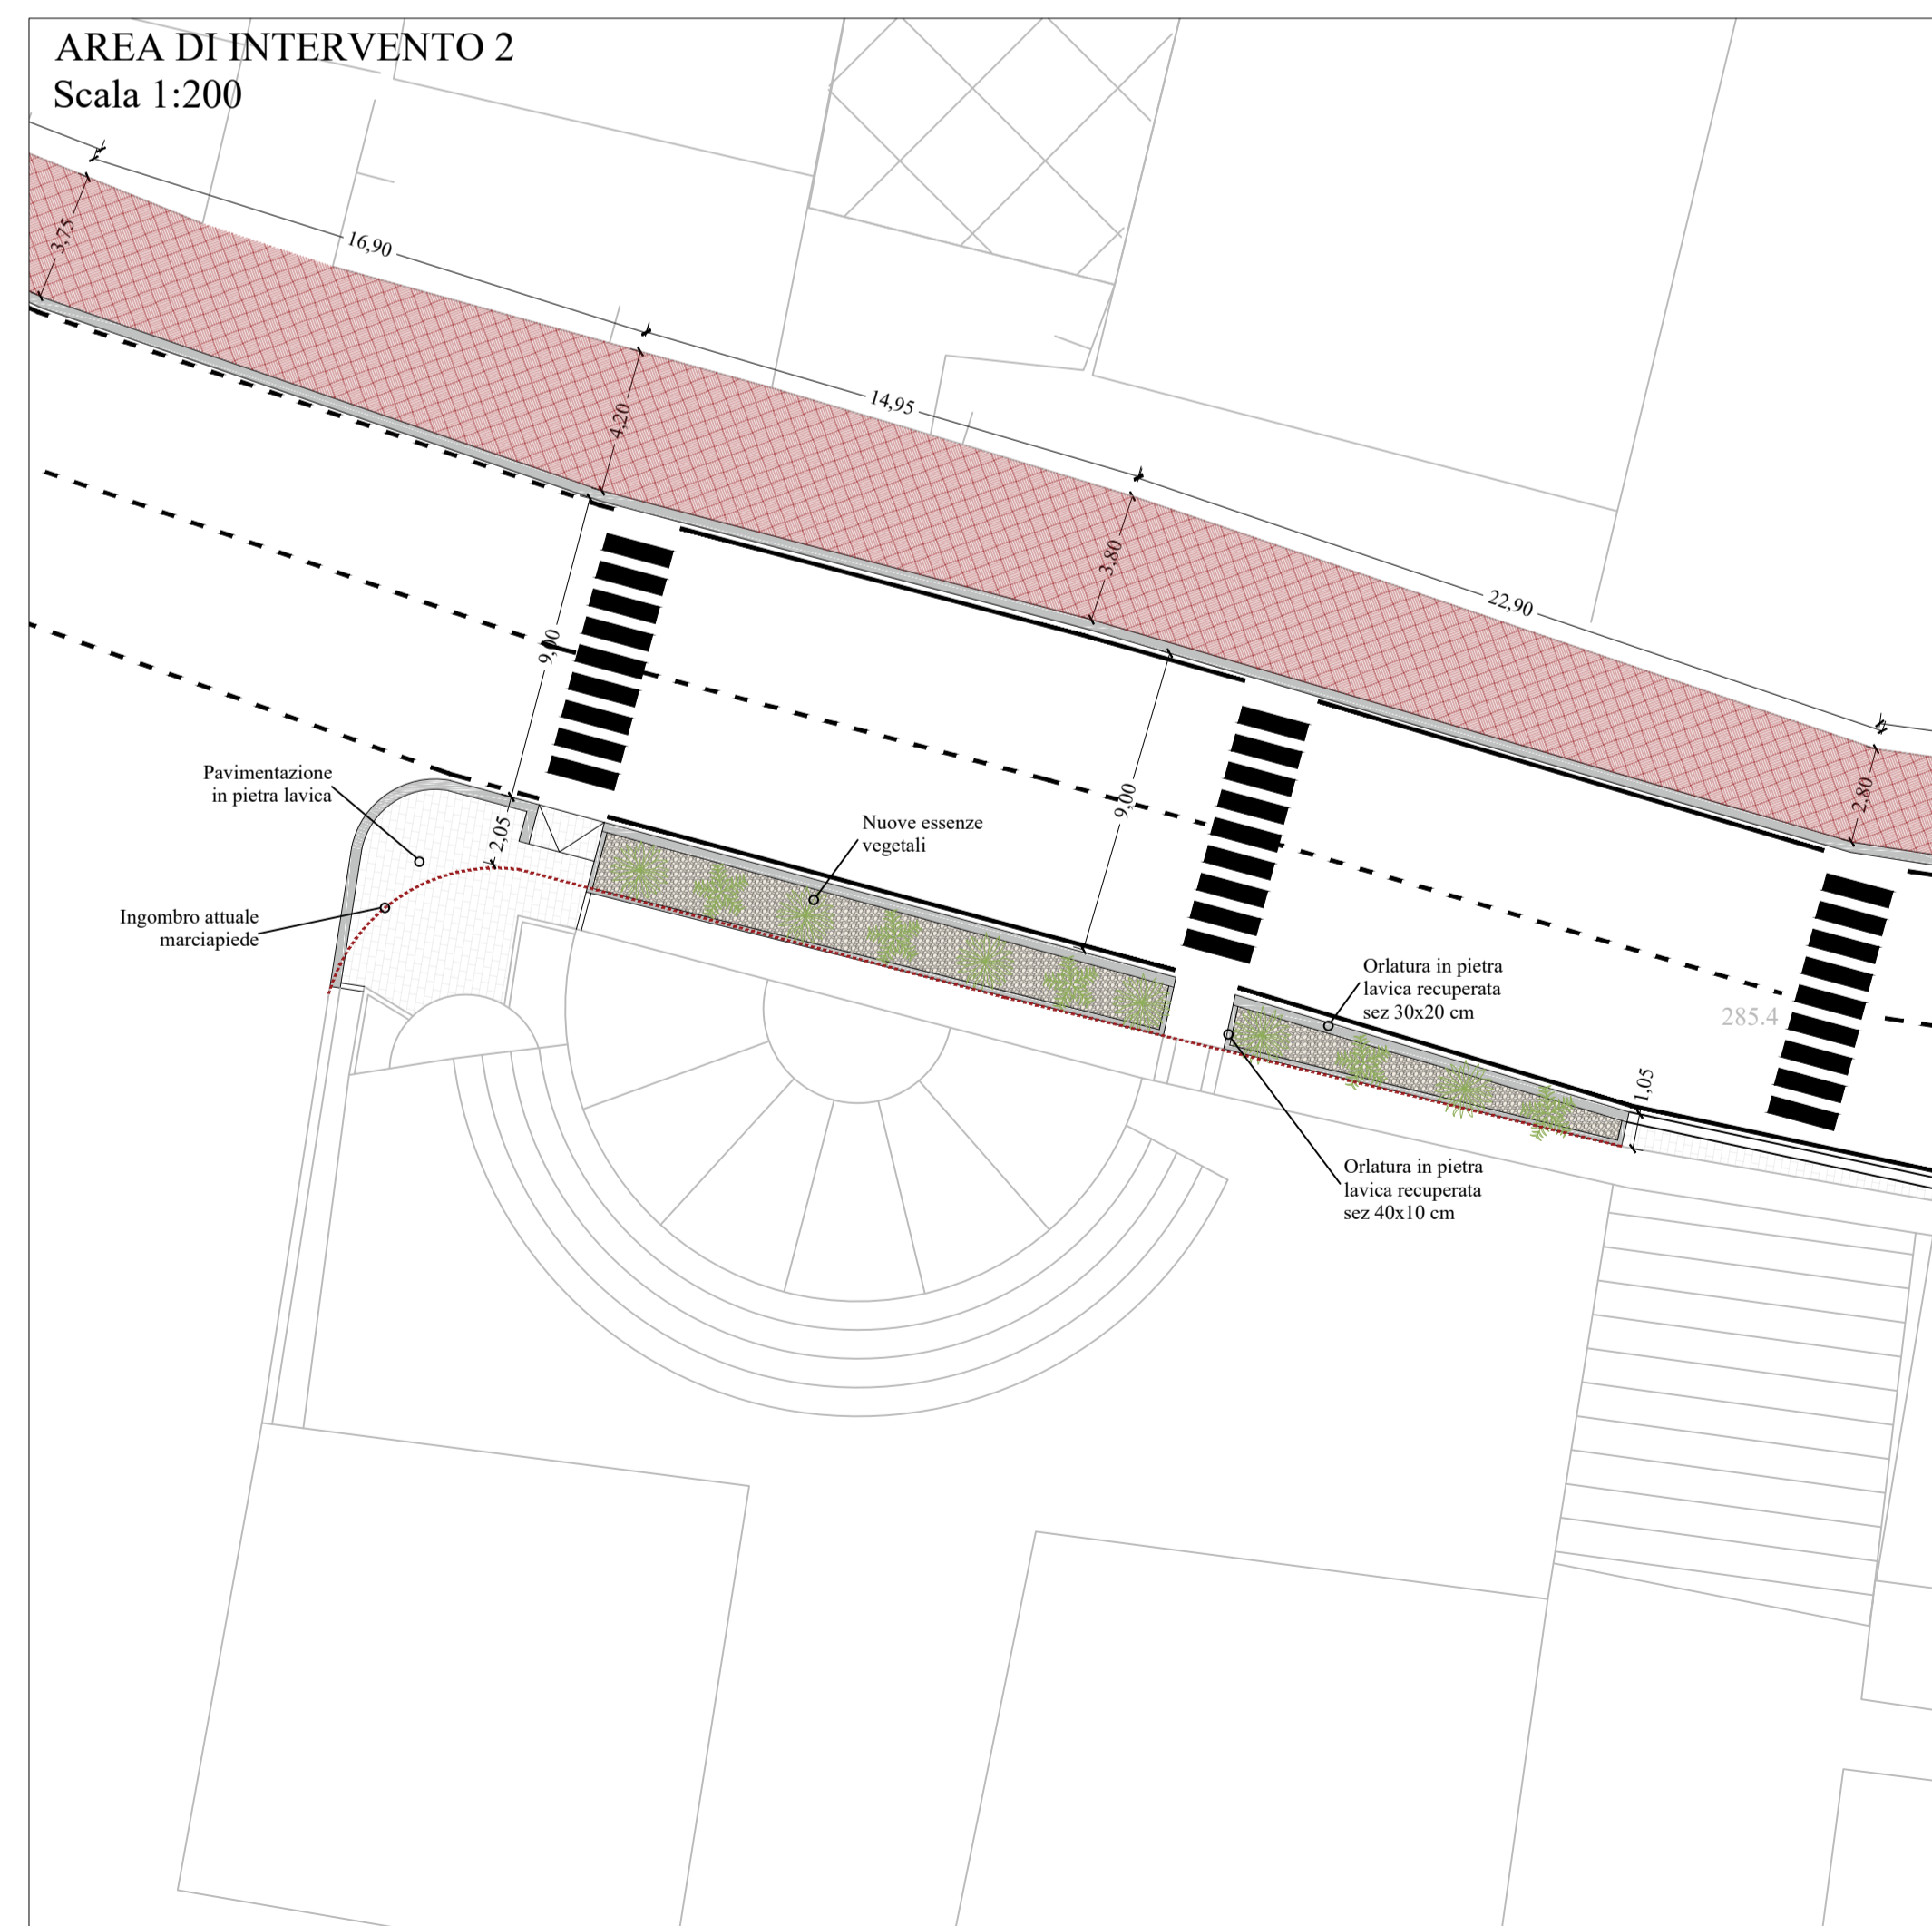 AREA DI INTERVENTO 2
Scala 1:200
3,75
16,90
4,20
14,95
3,80
22,90
2,80
9,00
9,00
Pavimentazione
in pietra lavica
2,05
Nuove essenze
vegetali
Ingombro attuale
marciapiede
Orlatura in pietra
lavica recuperata
sez 30x20 cm
285.4
1,05
Orlatura in pietra
lavica recuperata
sez 40x10 cm